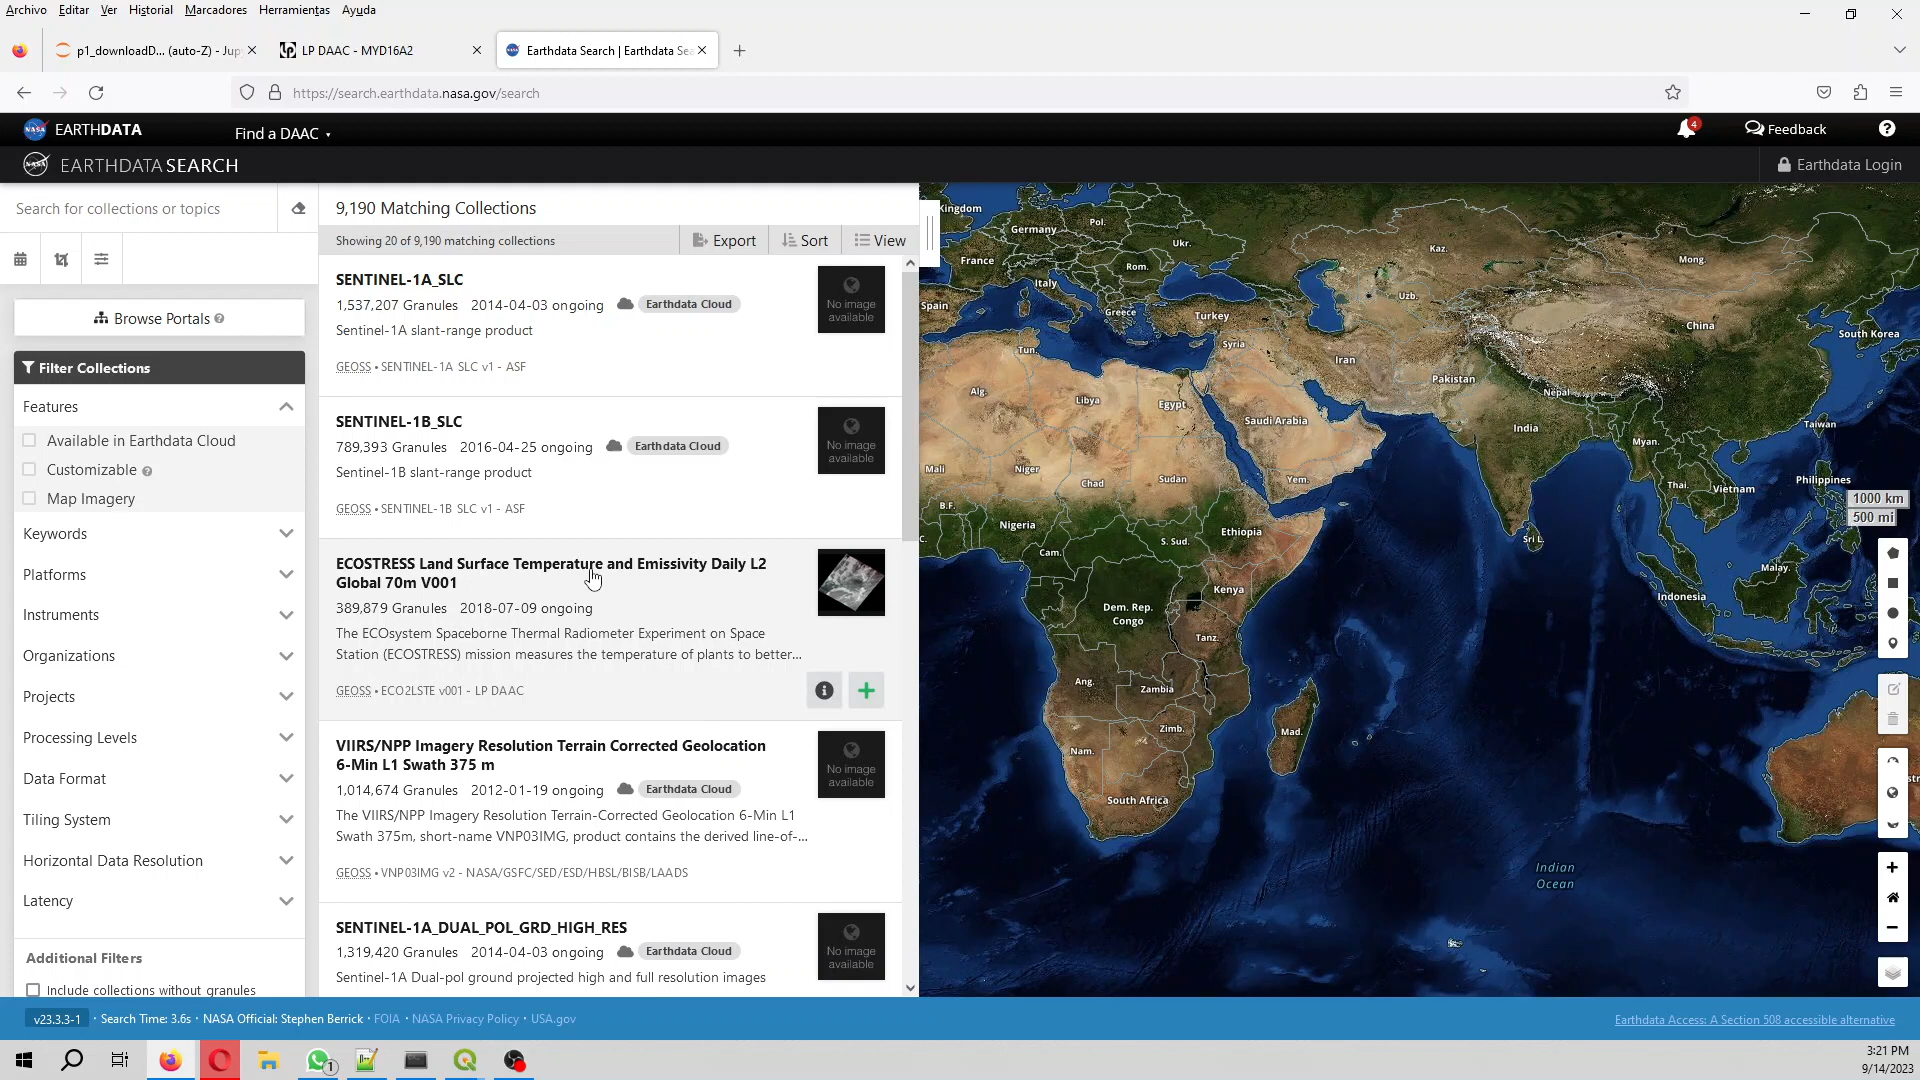 Archivo Editar Ver Historial Marcadores Herramientas Ayuda
p1_downloadD... (auto-Z) - Jup
LP DAAC - MYD16A2
Earthdata Search | Earthdata Sea
https://search.earthdata.nasa.gov/search
EARTHDATA
Find a DAAC
4
Feedback
EARTHDATA SEARCH
Earthdata Login
Search for collections or topics
Browse Portals
Filter Collections
Features
Available in Earthdata Cloud
Customizable
Map Imagery
Keywords
Platforms
Instruments
Organizations
Projects
Processing Levels
Data Format
Tiling System
Horizontal Data Resolution
Latency
Additional Filters
Include collections without granules
9,190 Matching Collections
Showing 20 of 9,190 matching collections
Export
Sort
View
SENTINEL-1A_SLC
1,537,207 Granules 2014-04-03 ongoing Earthdata Cloud
Sentinel-1A slant-range product
GEOSS • SENTINEL-1A_SLC v1 - ASF
No image available
SENTINEL-1B_SLC
789,393 Granules 2016-04-25 ongoing Earthdata Cloud
Sentinel-1B slant-range product
GEOSS • SENTINEL-1B_SLC v1 - ASF
No image available
ECOSTRESS Land Surface Temperature and Emissivity Daily L2
Global 70m V001
389,879 Granules 2018-07-09 ongoing
The ECOsystem Spaceborne Thermal Radiometer Experiment on Space
Station (ECOSTRESS) mission measures the temperature of plants to better...
GEOSS • ECO2LSTE v001 - LP DAAC
VIIRS/NPP Imagery Resolution Terrain Corrected Geolocation
6-Min L1 Swath 375 m
1,014,674 Granules 2012-01-19 ongoing Earthdata Cloud
The VIIRS/NPP Imagery Resolution Terrain-Corrected Geolocation 6-Min L1
Swath 375m, short-name VNP03IMG, product contains the derived line-of-...
GEOSS • VNP03IMG v2 - NASA/GSFC/SED/ESD/HBSL/BISB/LAADS
No image available
SENTINEL-1A_DUAL_POL_GRD_HIGH_RES
1,319,420 Granules 2014-04-03 ongoing Earthdata Cloud
Sentinel-1A Dual-pol ground projected high and full resolution images
No image available
Kingdom
Pol.
Germany
Ukr.
Kaz.
Mong.
France
Rom.
Italy
Uzb.
Spain
Greece
Turkey
China
South Korea
Tun.
Syria
Iran
Alg.
Libya
Egypt
Pakistan
Nepal
Saudi Arabia
India
Taiwan
Myan.
Mali
Niger
Chad
Sudan
Yem.
Thai.
Vietnam
Philippines
1000 km
500 mi
B.F.
Nigeria
Ethiopia
Cam.
S. Sud.
Sri L.
Malay.
Kenya
Indonesia
Dem. Rep.
Congo
Tanz.
Ang.
Zambia
Zimb.
Mad.
Nam.
South Africa
Indian
Ocean
v23.3.3-1 • Search Time: 3.6s • NASA Official: Stephen Berrick • FOIA • NASA Privacy Policy • USA.gov
Earthdata Access: A Section 508 accessible alternative
1
3:21 PM
9/14/2023